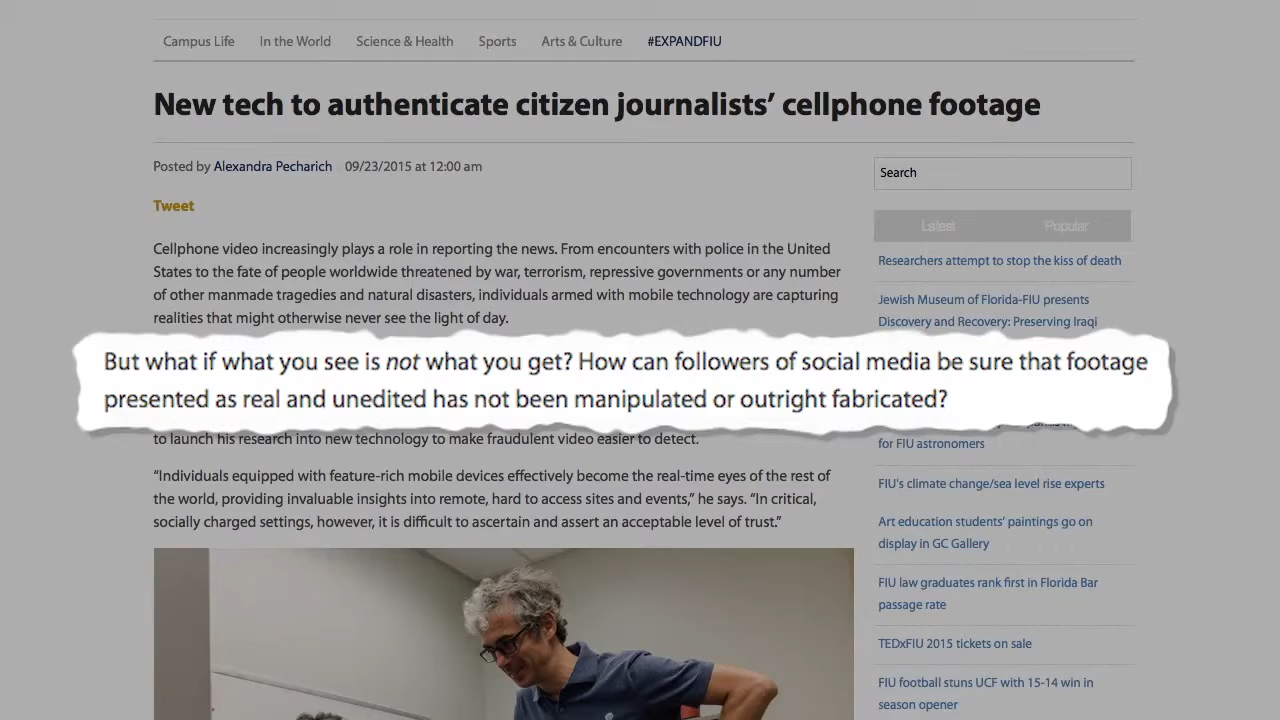 Campus Life In the World Science & Health Sports Arts & Culture #EXPANDFIU
New tech to authenticate citizen journalists’ cellphone footage
Posted by Alexandra Pecharich 09/23/2015 at 12:00 am
Tweet
Cellphone video increasingly plays a role in reporting the news. From encounters with police in the United
States to the fate of people worldwide threatened by war, terrorism, repressive governments or any number
of other manmade tragedies and natural disasters, individuals armed with mobile technology are capturing
realities that might otherwise never see the light of day.
But what if what you see is not what you get? How can followers of social media be sure that footage
presented as real and unedited has not been manipulated or outright fabricated?
to launch his research into new technology to make fraudulent video easier to detect.
“Individuals equipped with feature-rich mobile devices effectively become the real-time eyes of the rest of
the world, providing invaluable insights into remote, hard to access sites and events,” he says. “In critical,
socially charged settings, however, it is difficult to ascertain and assert an acceptable level of trust.”
Search
Latest Popular
Researchers attempt to stop the kiss of death
Jewish Museum of Florida-FIU presents
Discovery and Recovery: Preserving Iraqi
for FIU astronomers
FIU's climate change/sea level rise experts
Art education students’ paintings go on
display in GC Gallery
FIU law graduates rank first in Florida Bar
passage rate
TEDxFIU 2015 tickets on sale
FIU football stuns UCF with 15-14 win in
season opener